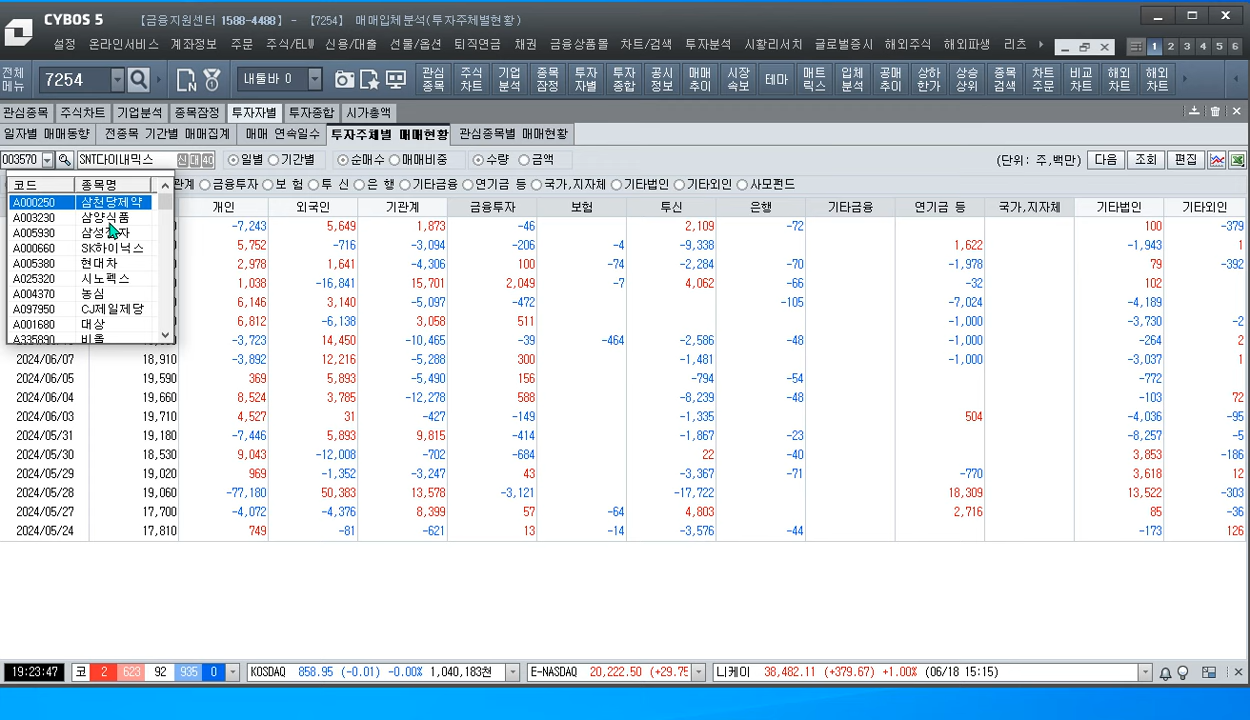 CYBOS 5 【금융지원센터 1588-4488】 - 【7254】 매매입체분석(투자주체별현황)
설정 온라인서비스 계좌정보 주문 주식/ELW 신용/대출 선물/옵션 퇴직연금 채권 금융상품몰 차트/검색 투자분석 시황리서치 글로벌증시 해외주식 해외파생 리츠 1 2 3 4 5 6
전체메뉴 7254 내툴바 0 관심종목 주식차트 기업분석 종목잠정 투자자별 투자종합 공시정보 매매추이 시장속보 테마 매트릭스 입체분석 공매추이 상하한가 상승상위 종목검색 차트주문 비교차트 해외차트 해외차트
관심종목 주식차트 기업분석 종목잠정 투자자별 투자종합 시가총액
일자별 매매동향 전종목 기간별 매매집계 매매 연속일수 투자주체별 매매현황 관심종목별 매매현황
003570 SNT다이내믹스 신 대 40 일별 기간별 순매수 매매비중 수량 금액 (단위: 주,백만) 다음 조회 편집
코드 종목명 관계 금융투자 보 험 투 신 은 행 기타금융 연기금 등 국가,지자체 기타법인 기타외인 사모펀드
개인 외국인 기관계 금융투자 보험 투신 은행 기타금융 연기금 등 국가,지자체 기타법인 기타외인
A000250 삼천당제약
A003230 삼양식품
A005930
A000660 SK하이닉스
A005380 현대차
A025320 시노펙스
A004370 농심
A097950 CJ제일제당
A001680 대상
A335890 비올
-7,243 5,649 1,873 -46 2,109 -72 100 -379
5,752 -716 -3,094 -206 -4 -9,338 1,622 -1,943 1
2,978 1,641 -4,306 100 -74 -2,284 -70 -1,978 79 -392
1,038 -16,841 15,701 2,049 -7 4,062 -66 -32 102
6,146 3,140 -5,097 -472 -105 -7,024 -4,189
6,812 -6,138 3,058 511 -1,000 -3,730 -2
-3,723 14,450 -10,465 -39 -464 -2,586 -48 -1,000 -264 2
2024/06/07 18,910 -3,892 12,216 -5,288 300 -1,481 -1,000 -3,037 1
2024/06/05 19,590 369 5,893 -5,490 156 -794 -54 -772
2024/06/04 19,660 8,524 3,785 -12,278 588 -8,239 -48 -103 72
2024/06/03 19,710 4,527 31 -427 -149 -1,335 504 -4,036 -95
2024/05/31 19,180 -7,446 5,893 9,815 -414 -1,867 -23 -8,257 -5
2024/05/30 18,530 9,043 -12,008 -702 -684 22 -40 3,853 -186
2024/05/29 19,020 969 -1,352 -3,247 43 -3,367 -71 -770 3,618 12
2024/05/28 19,060 -77,180 50,383 13,578 -3,121 -17,722 18,309 13,522 -303
2024/05/27 17,700 -4,072 -4,376 8,399 57 -64 4,803 2,716 85 -36
2024/05/24 17,810 749 -81 -621 13 -14 -3,576 -44 -173 126
19:23:47 코 2 623 92 935 0 KOSDAQ 858.95 (-0.01) -0.00% 1,040,183천 E-NASDAQ 20,222.50 (+29.75 니케이 38,482.11 (+379.67) +1.00% (06/18 15:15)